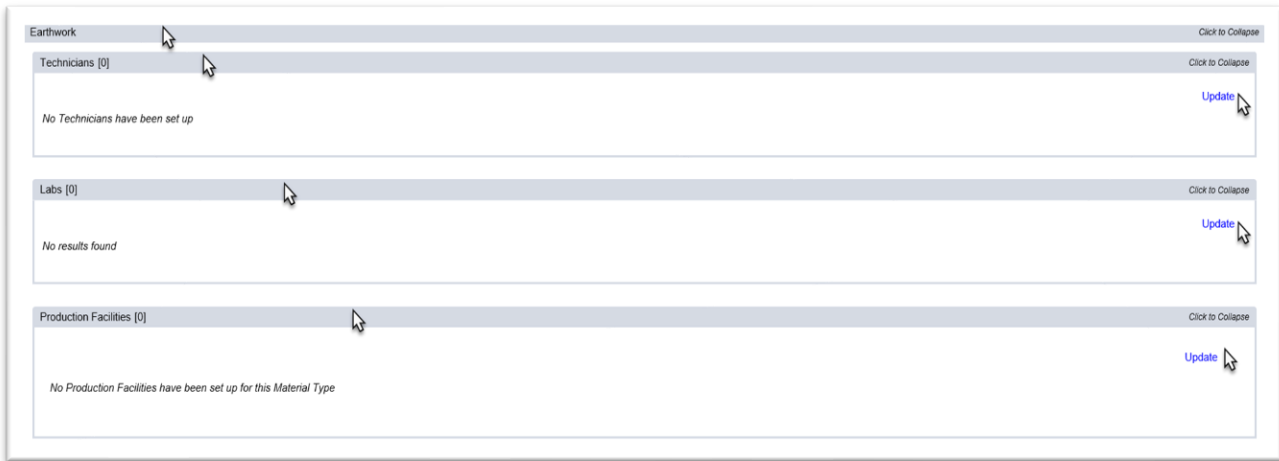 Earthwork Click to Collapse
Technicians [0] Click to Collapse
Update
No Technicians have been set up
Labs [0] Click to Collapse
Update
No results found
Production Facilities [0] Click to Collapse
Update
No Production Facilities have been set up for this Material Type